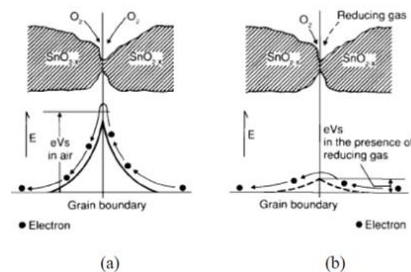 O2 O2
SnO2-x SnO2-x
E
eVs
in air
Grain boundary
● Electron
(a)
O2 Reducing gas
SnO2-x SnO2-x
E
eVs
in the presence of
reducing gas
Grain boundary
● Electron
(b)